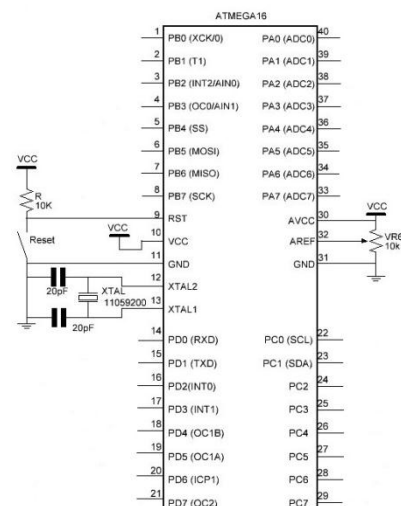 ATMEGA16
1 PB0 (XCK/0) PA0 (ADC0) 40
2 PB1 (T1) PA1 (ADC1) 39
3 PB2 (INT2/AIN0) PA2 (ADC2) 38
4 PB3 (OC0/AIN1) PA3 (ADC3) 37
5 PB4 (SS) PA4 (ADC4) 36
6 PB5 (MOSI) PA5 (ADC5) 35
7 PB6 (MISO) PA6 (ADC6) 34
8 PB7 (SCK) PA7 (ADC7) 33
VCC
R
10K
9 RST AVCC 30
VCC
VCC
10 VCC AREF 32
VR6
10k
Reset
11 GND GND 31
12 XTAL2
20pF
XTAL
11059200
13 XTAL1
20pF
14 PD0 (RXD) PC0 (SCL) 22
15 PD1 (TXD) PC1 (SDA) 23
16 PD2(INT0) PC2 24
17 PD3 (INT1) PC3 25
18 PD4 (OC1B) PC4 26
19 PD5 (OC1A) PC5 27
20 PD6 (ICP1) PC6 28
21 PD7 (OC2) PC7 29